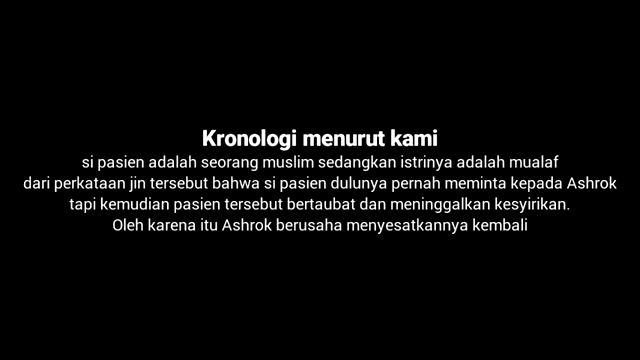 Kronologi menurut kami
si pasien adalah seorang muslim sedangkan istrinya adalah mualaf
dari perkataan jin tersebut bahwa si pasien dulunya pernah meminta kepada Ashrok
tapi kemudian pasien tersebut bertaubat dan meninggalkan kesyirikan.
Oleh karena itu Ashrok berusaha menyesatkannya kembali